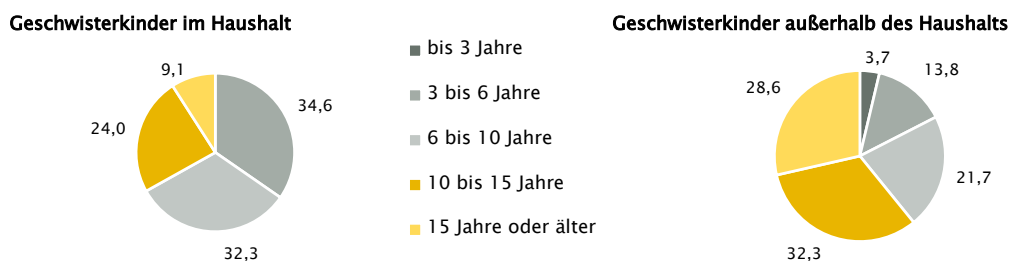 Geschwisterkinder im Haushalt
9,1
34,6
24,0
32,3
bis 3 Jahre
3 bis 6 Jahre
6 bis 10 Jahre
10 bis 15 Jahre
15 Jahre oder älter
Geschwisterkinder außerhalb des Haushalts
3,7
13,8
28,6
21,7
32,3